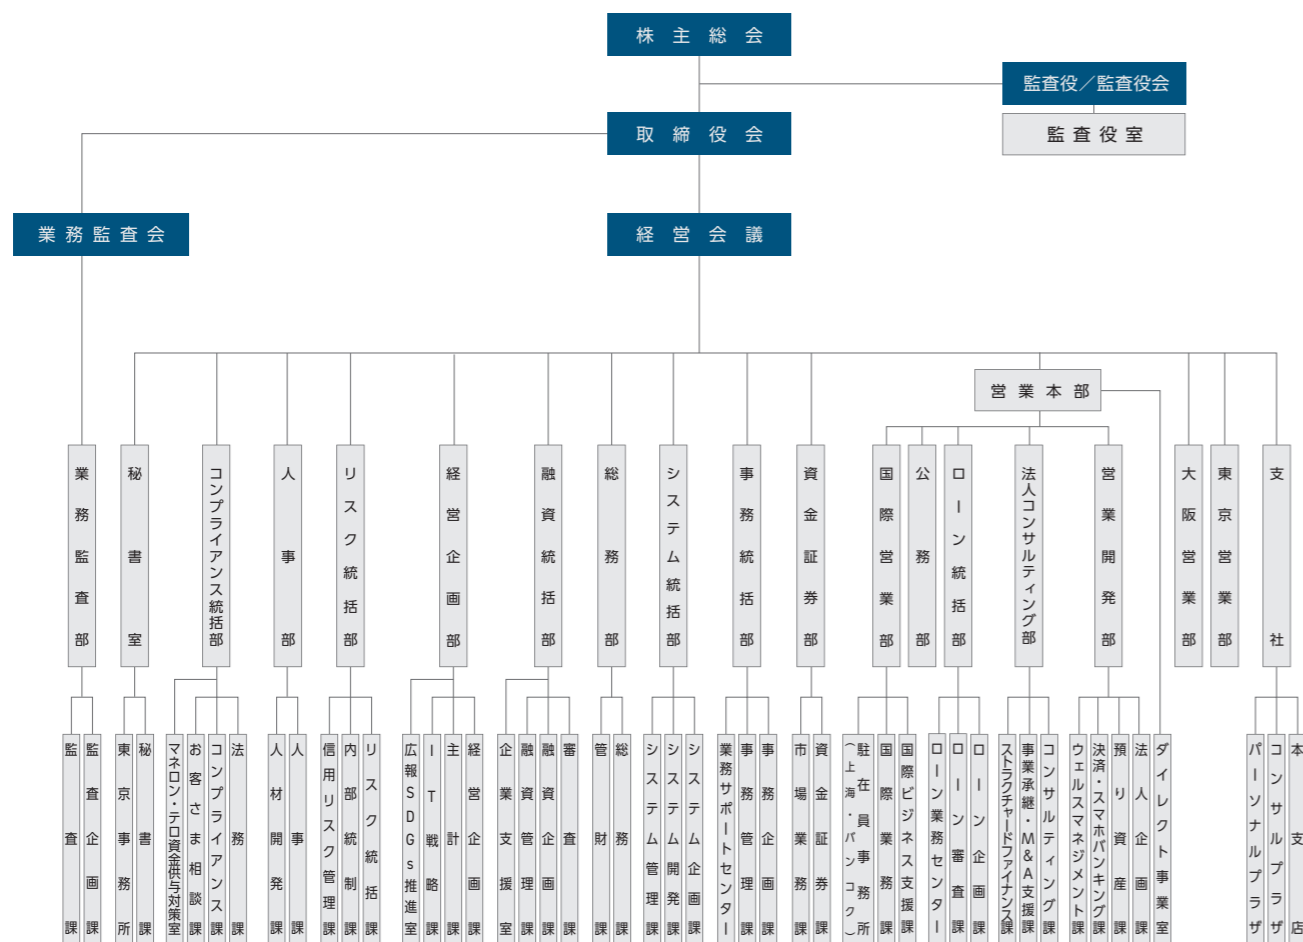 株主総会
監査役／監査役会
監査役室
取締役会
業務監査会
経営会議
営業本部
業務監査部
秘書室
コンプライアンス統括部
人事部
リスク統括部
経営企画部
融資統括部
総務部
システム統括部
事務統括部
資金証券部
国際営業部
公務部
ローン統括部
法人コンサルティング部
営業開発部
大阪営業部
東京営業部
支社
監査課
監査企画課
東京事務所
秘書課
マネロン・テロ資金供与対策室
お客さま相談課
コンプライアンス課
法務課
人材開発課
人事課
信用リスク管理課
内部統制課
リスク統括課
広報SDGs推進室
IT戦略課
主計課
経営企画課
企業支援室
融資管理課
融資企画課
審査課
管財課
総務課
システム管理課
システム開発課
システム企画課
業務サポートセンター
事務管理課
事務企画課
市場業務課
資金証券課
駐在員事務所
（上海・バンコク）
国際業務課
国際ビジネス支援課
ローン業務センター
ローン審査課
ローン企画課
ストラクチャードファイナンス課
事業承継・M&A支援課
コンサルティング課
ウェルスマネジメント課
決済・スマホバンキング課
預り資産課
法人企画課
ダイレクト事業室
パーソナルプラザ
コンサルプラザ
本支店